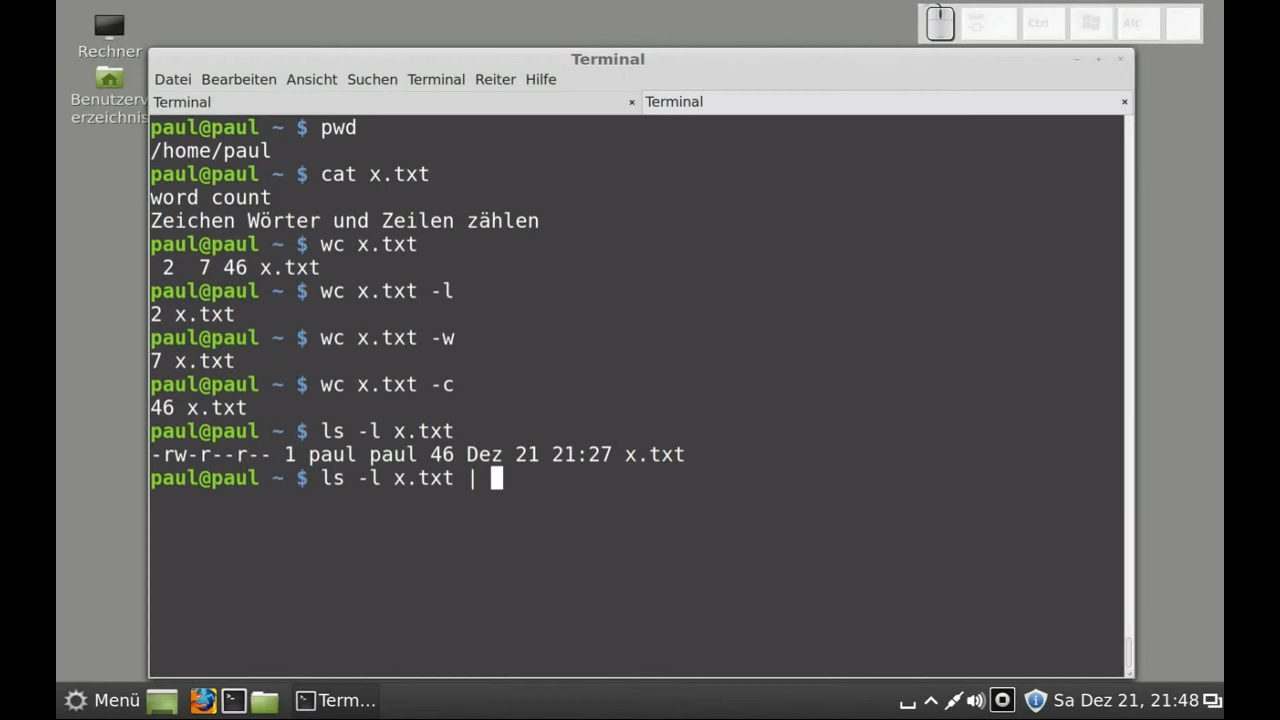 Rechner
Benutzerv
erzeichnis
Ctrl
Alt
Terminal
Datei Bearbeiten Ansicht Suchen Terminal Reiter Hilfe
Terminal × Terminal ×
paul@paul ~ $ pwd
/home/paul
paul@paul ~ $ cat x.txt
word count
Zeichen Wörter und Zeilen zählen
paul@paul ~ $ wc x.txt
2 7 46 x.txt
paul@paul ~ $ wc x.txt -l
2 x.txt
paul@paul ~ $ wc x.txt -w
7 x.txt
paul@paul ~ $ wc x.txt -c
46 x.txt
paul@paul ~ $ ls -l x.txt
-rw-r--r-- 1 paul paul 46 Dez 21 21:27 x.txt
paul@paul ~ $ ls -l x.txt |
Menü
Term...
Sa Dez 21, 21:48